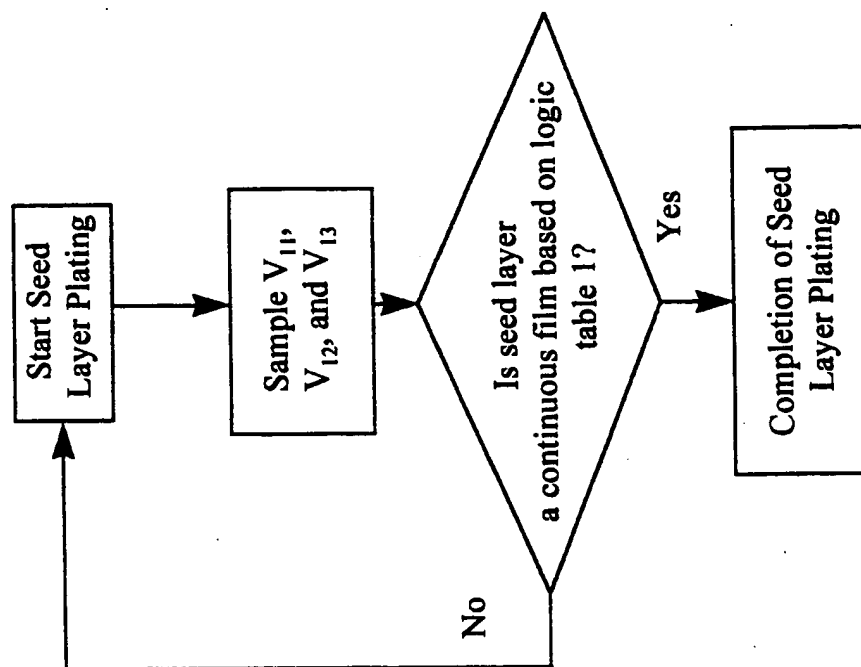 Start Seed
Layer Plating
Sample V₁₁,
V₁₂, and V₁₃
Is seed layer
a continuous film based on logic
table 1?
No
Yes
Completion of Seed
Layer Plating